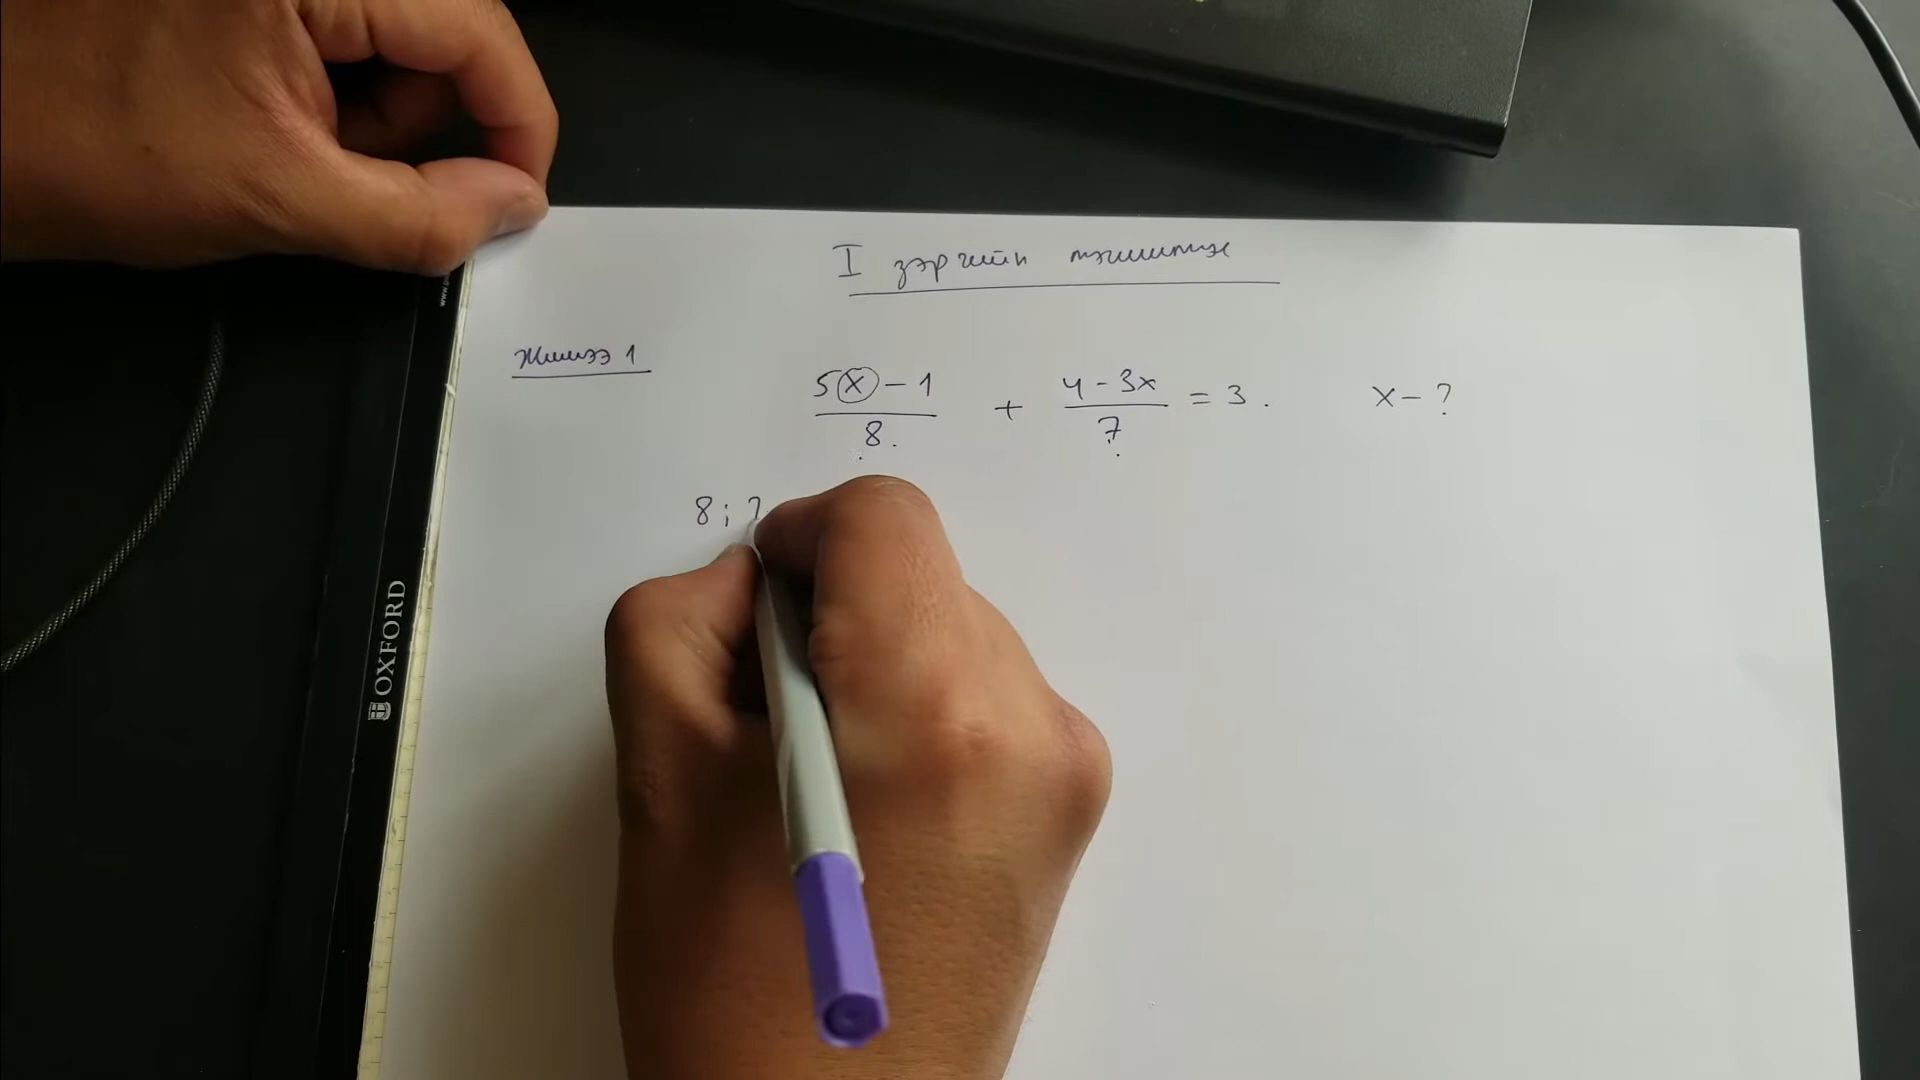 I зэргийн тэгшитгэл
Жишээ 1
5x - 1
8.
+
4 - 3x
7
= 3.
x - ?
8; 7
OXFORD